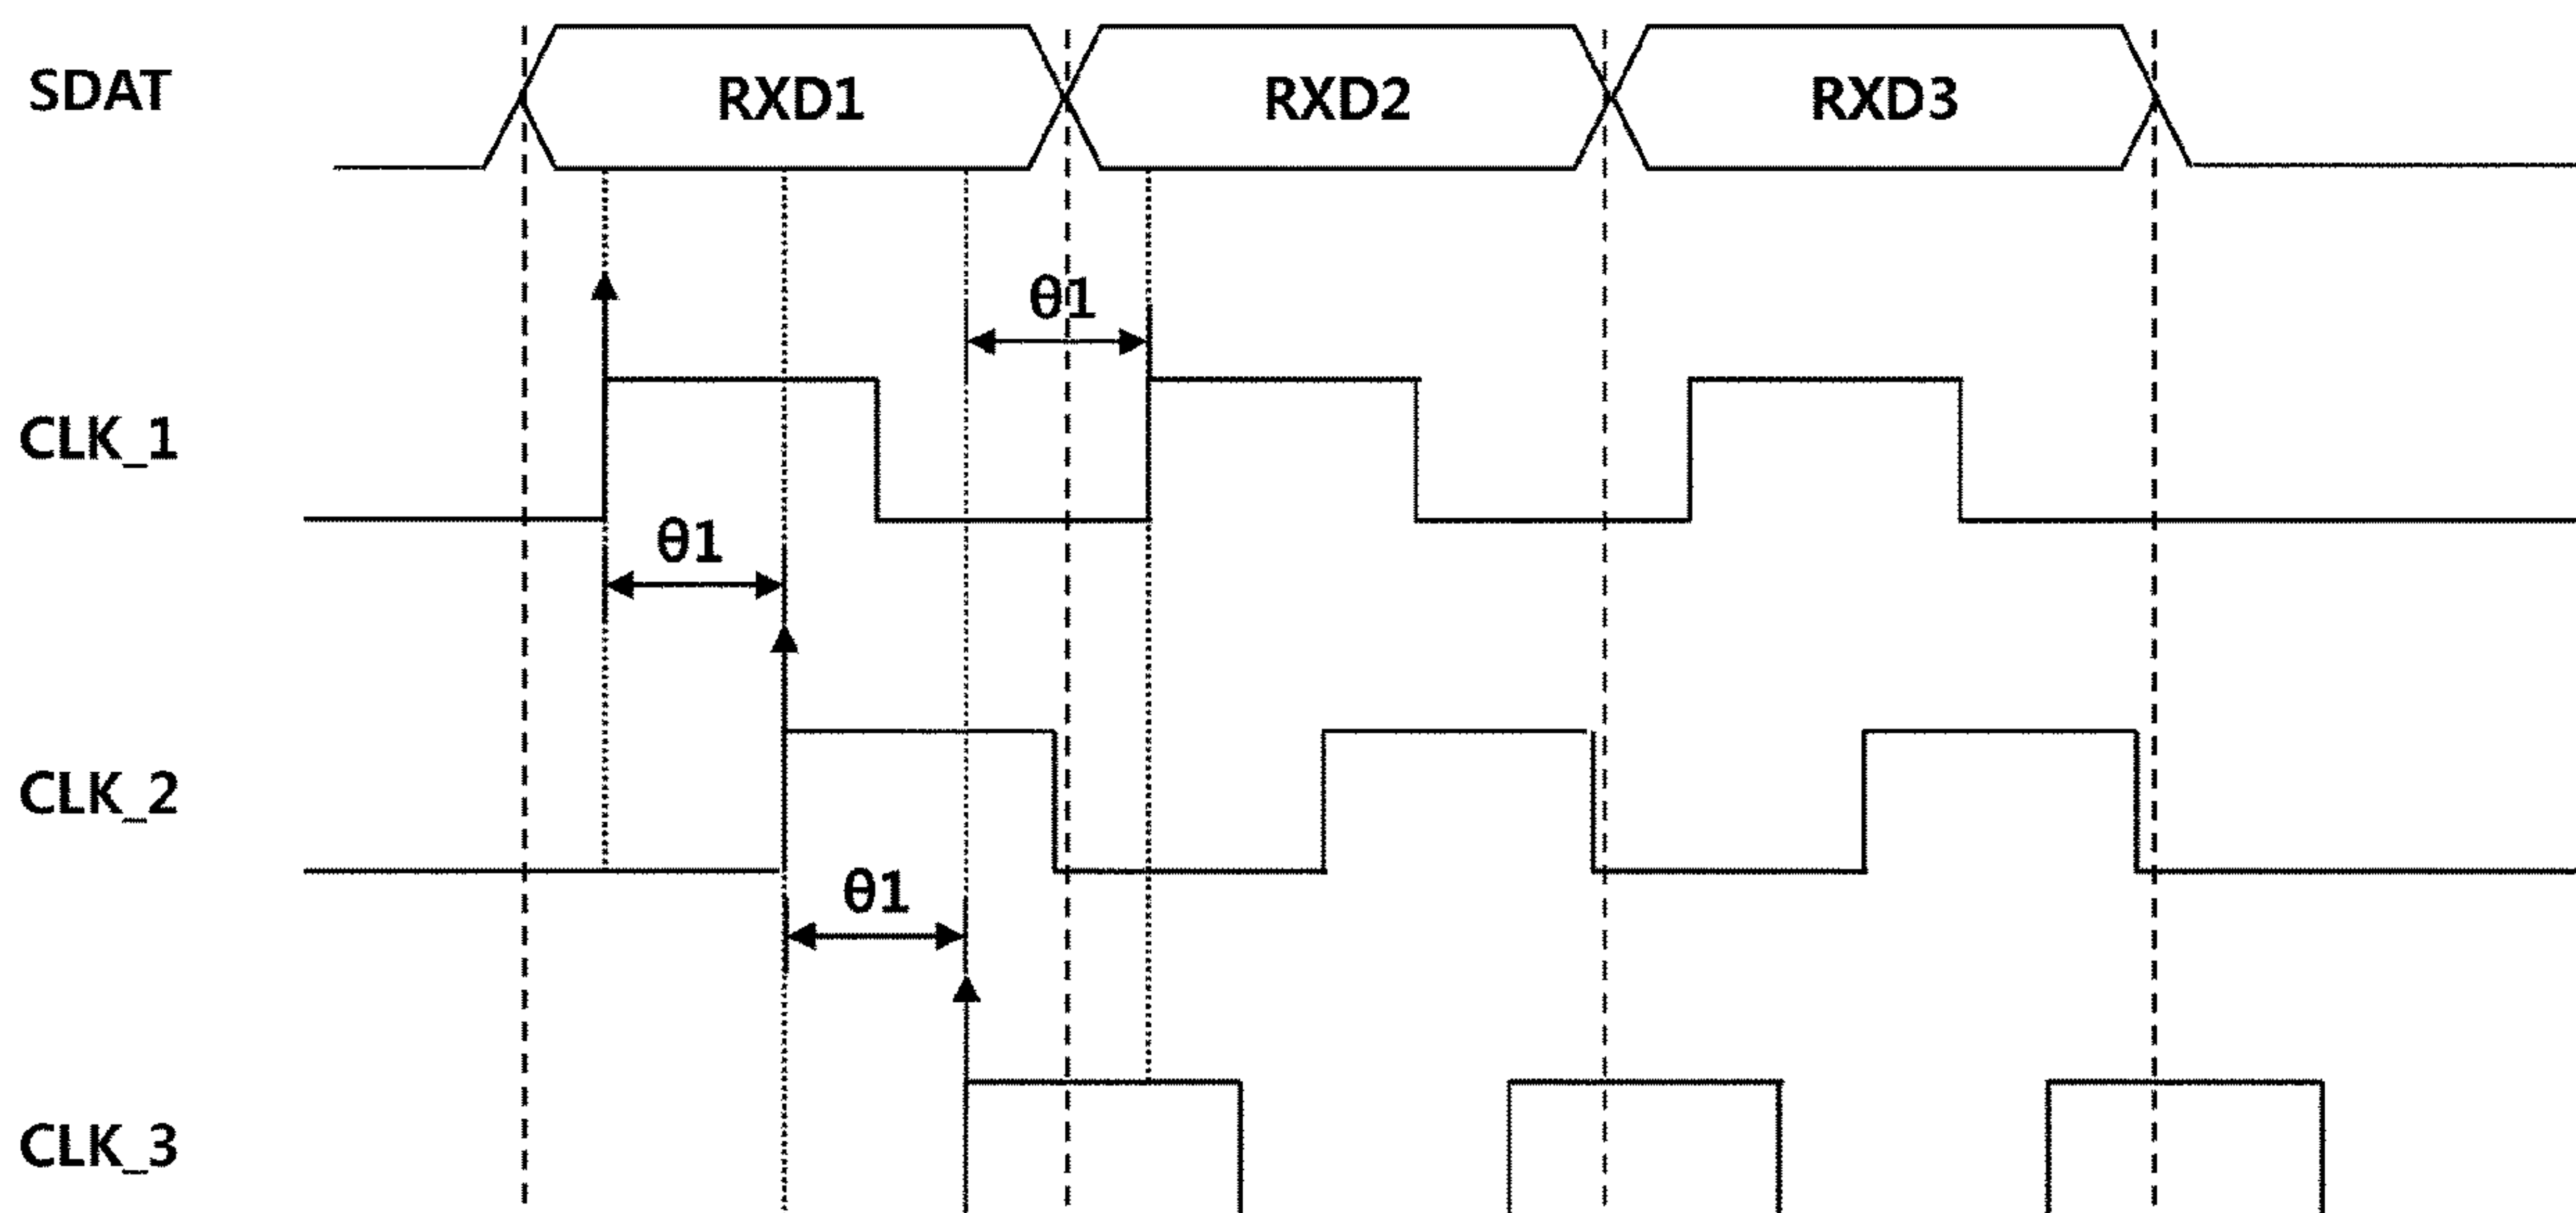 SDAT RXD1 RXD2 RXD3
θ1
CLK_1
θ1
CLK_2
θ1
CLK_3